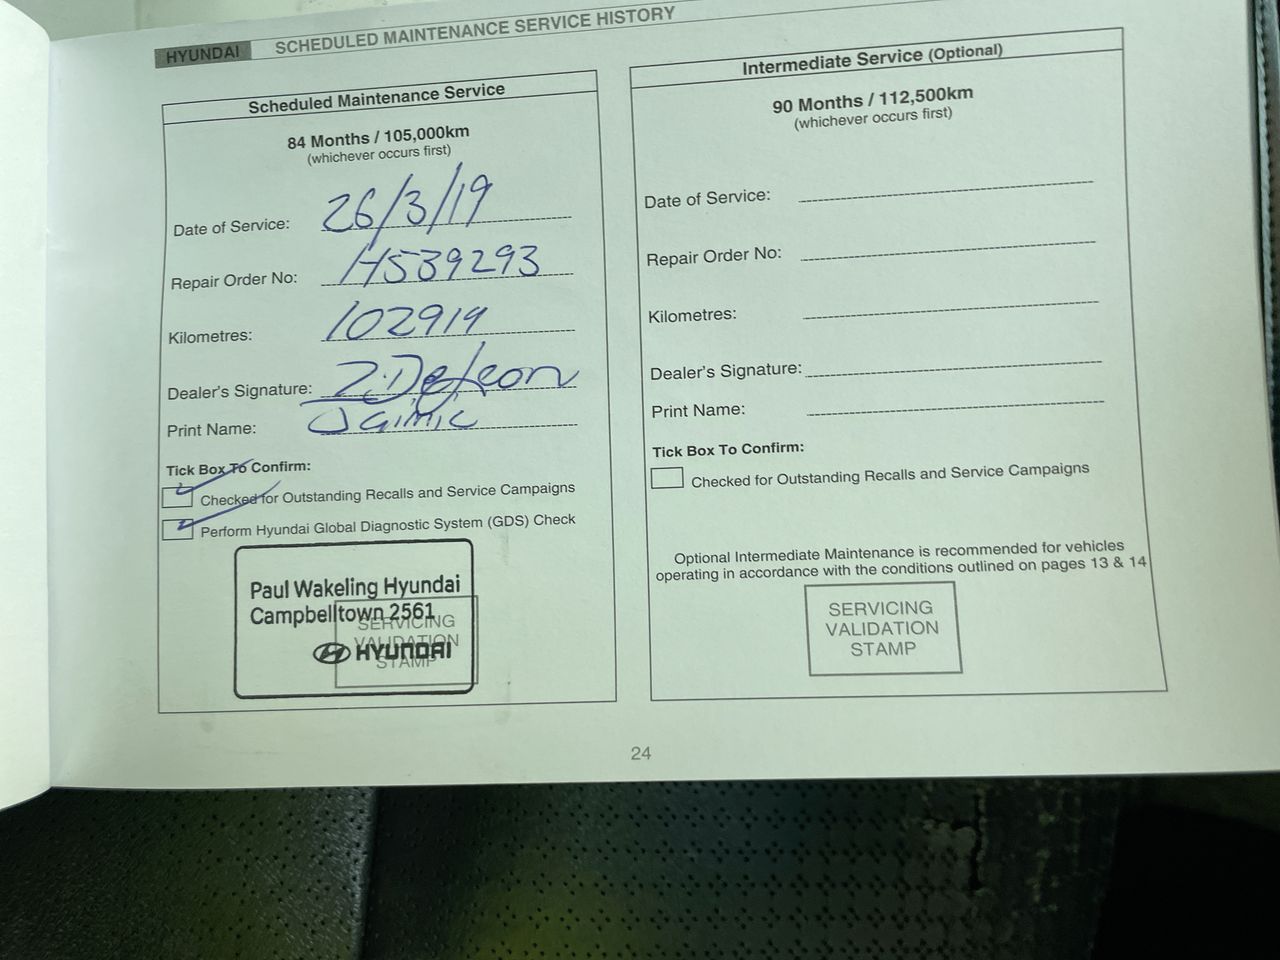 HYUNDAI SCHEDULED MAINTENANCE SERVICE HISTORY
Scheduled Maintenance Service
84 Months / 105,000km
(whichever occurs first)
Date of Service: 26/3/19
Repair Order No: H539293
Kilometres: 102919
Dealer's Signature: Z.DeLeon
Print Name:
Tick Box To Confirm:
Checked for Outstanding Recalls and Service Campaigns
Perform Hyundai Global Diagnostic System (GDS) Check
Paul Wakeling Hyundai
Campbelltown 2561
HYUNDAI
SERVICING
VALIDATION
STAMP
Intermediate Service (Optional)
90 Months / 112,500km
(whichever occurs first)
Date of Service:
Repair Order No:
Kilometres:
Dealer's Signature:
Print Name:
Tick Box To Confirm:
Checked for Outstanding Recalls and Service Campaigns
Optional Intermediate Maintenance is recommended for vehicles
operating in accordance with the conditions outlined on pages 13 & 14
SERVICING
VALIDATION
STAMP
24